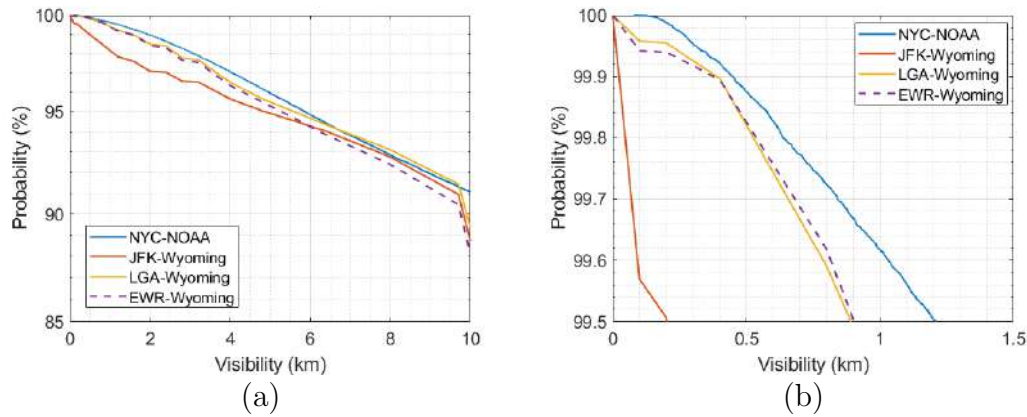 100
95
90
85
Probability (%)
NYC-NOAA
JFK-Wyoming
LGA-Wyoming
EWR-Wyoming
0 2 4 6 8 10
Visibility (km)
(a)
100
99.9
99.8
99.7
99.6
99.5
Probability (%)
NYC-NOAA
JFK-Wyoming
LGA-Wyoming
EWR-Wyoming
0 0.5 1 1.5
Visibility (km)
(b)